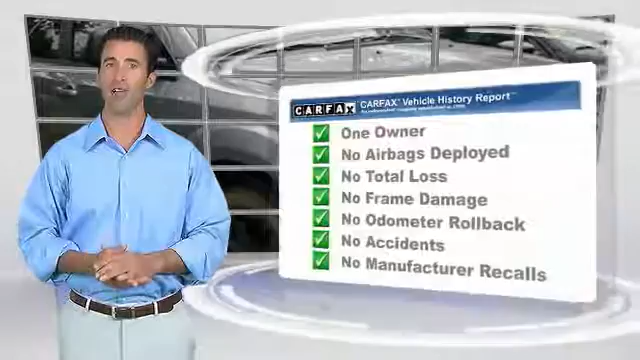 CARFAX CARFAX Vehicle History Report™
One Owner
No Airbags Deployed
No Total Loss
No Frame Damage
No Odometer Rollback
No Accidents
No Manufacturer Recalls